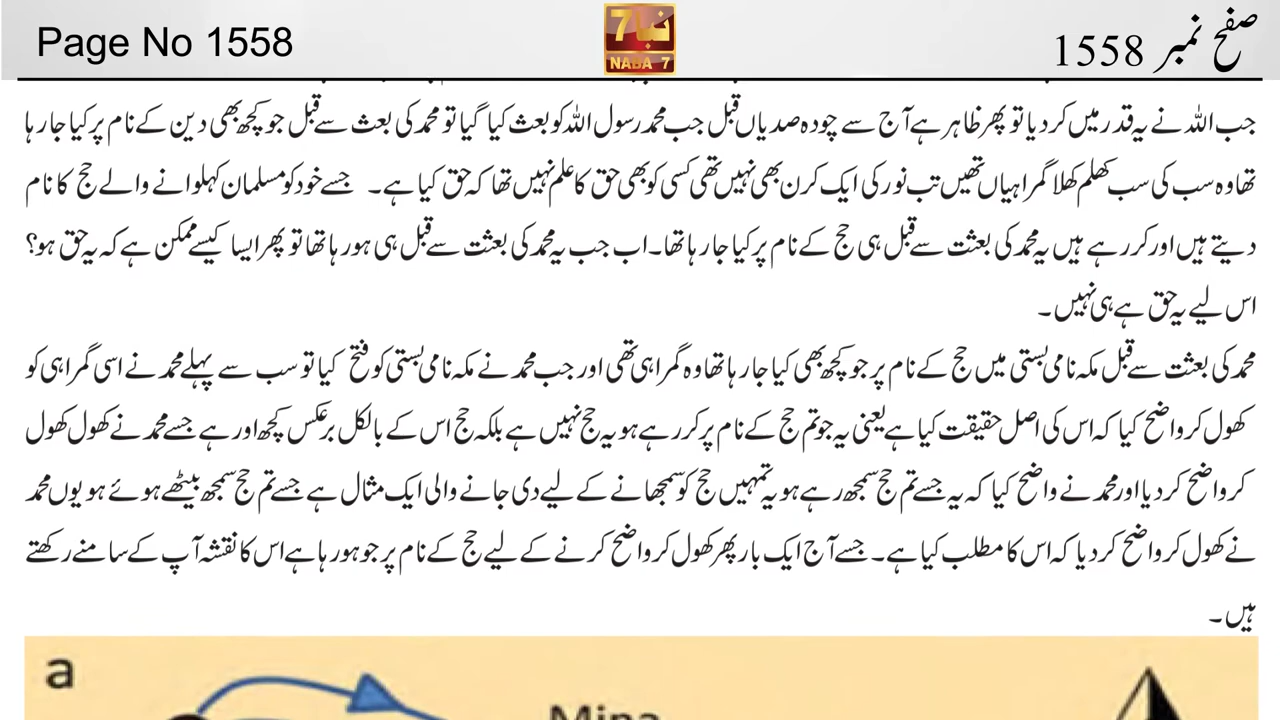 Page No 1558
نبا 7
NABA 7
صفح نمبر 1558
جب اللہ نے یہ قدر میں کر دیا تو پھر ظاہر ہے آج سے چودہ صدیاں قبل جب محمد رسول اللہ کو بعث کیا گیا تو محمد کی بعث سے قبل جو کچھ بھی دین کے نام پر کیا جا رہا
تھا وہ سب کی سب کھلم کھلا گمراہیاں تھیں تب نور کی ایک کرن بھی نہیں تھی کسی کو بھی حق کا علم نہیں تھا کہ حق کیا ہے۔ جسے خود کو مسلمان کہلوانے والے حج کا نام
دیتے ہیں اور کر رہے ہیں یہ محمد کی بعثت سے قبل ہی حج کے نام پر کیا جا رہا تھا۔ اب جب یہ محمد کی بعثت سے قبل ہی ہو رہا تھا تو پھر ایسا کیسے ممکن ہے کہ یہ حق ہو؟
اس لیے یہ حق ہے ہی نہیں۔
محمد کی بعثت سے قبل مکہ نامی بستی میں حج کے نام پر جو کچھ بھی کیا جا رہا تھا وہ گمراہی تھی اور جب محمد نے مکہ نامی بستی کو فتح کیا تو سب سے پہلے محمد نے اسی گمراہی کو
کھول کر واضح کیا کہ اس کی اصل حقیقت کیا ہے یعنی یہ جو تم حج کے نام پر کر رہے ہو یہ حج نہیں ہے بلکہ حج اس کے بالکل برعکس کچھ اور ہے جسے محمد نے کھول کھول
کر واضح کر دیا اور محمد نے واضح کیا کہ یہ جسے تم حج سمجھ رہے ہو یہ تمہیں حج کو سمجھانے کے لیے دی جانے والی ایک مثال ہے جسے تم حج سمجھ بیٹھے ہوئے ہو یوں محمد
نے کھول کر واضح کر دیا کہ اس کا مطلب کیا ہے۔ جسے آج ایک بار پھر کھول کر واضح کرنے کے لیے حج کے نام پر جو ہو رہا ہے اس کا نقشہ آپ کے سامنے رکھتے
ہیں۔
a
Mina